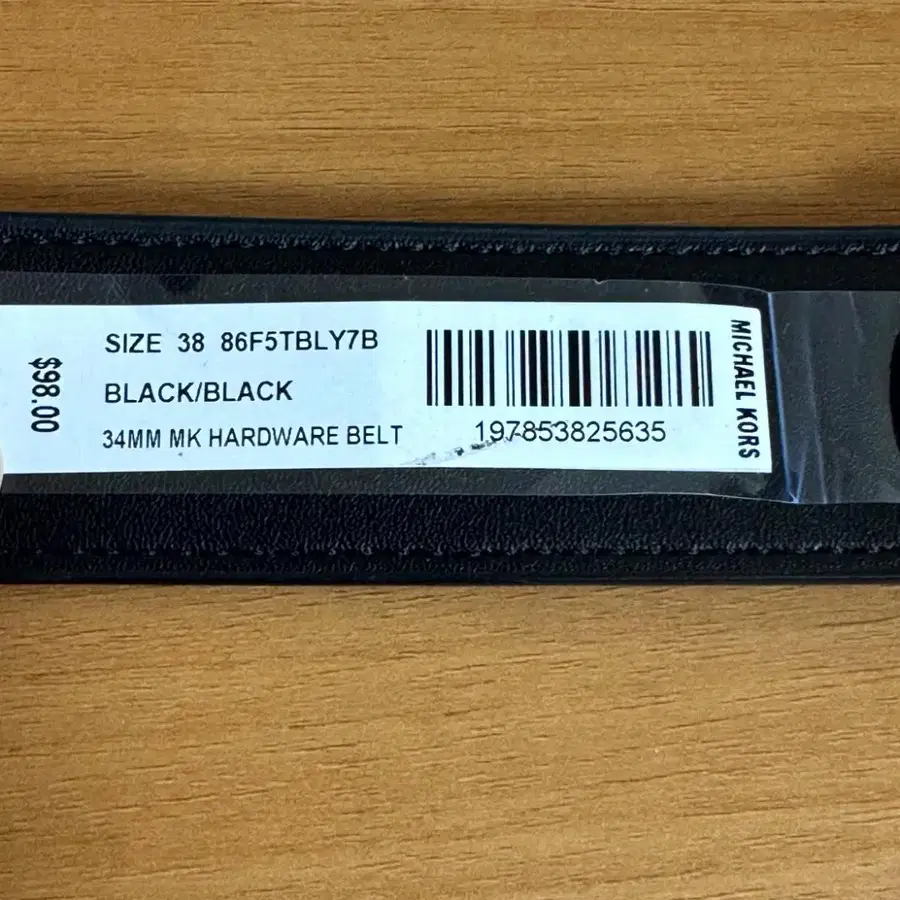 $98.00
SIZE 38 86F5TBLY7B
BLACK/BLACK
34MM MK HARDWARE BELT
197853825635
MICHAEL KORS